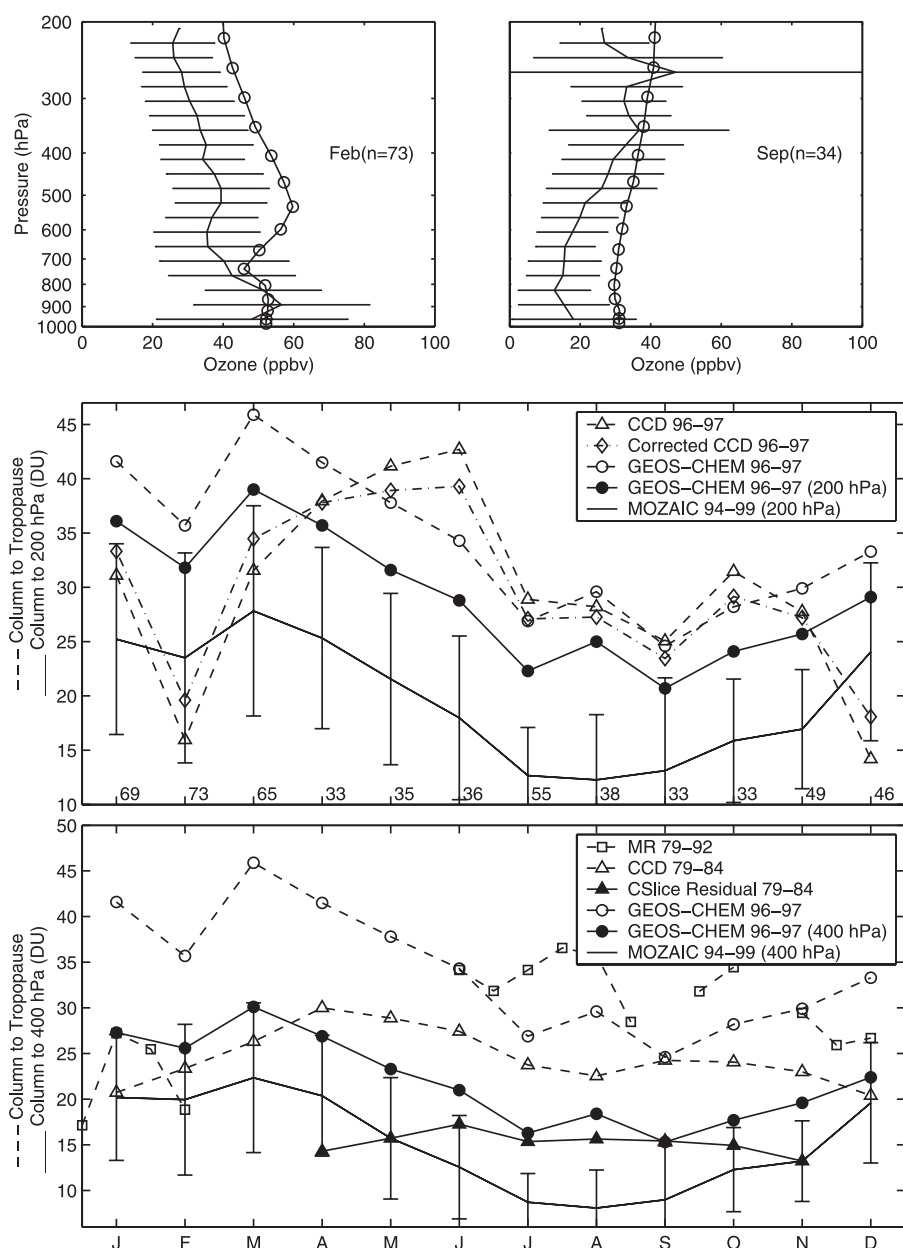 200
300
400
500
600
700
800
900
1000
Pressure (hPa)
Feb(n=73)
0 20 40 60 80 100
Ozone (ppbv)
Sep(n=34)
0 20 40 60 80 100
Ozone (ppbv)
45
40
35
30
25
20
15
10
--- Column to Tropopause
— Column to 200 hPa (DU)
CCD 96–97
Corrected CCD 96–97
GEOS–CHEM 96–97
GEOS–CHEM 96–97 (200 hPa)
MOZAIC 94–99 (200 hPa)
69 73 65 33 35 36 55 38 33 33 49 46
50
45
40
35
30
25
20
15
10
--- Column to Tropopause
— Column to 400 hPa (DU)
MR 79–92
CCD 79–84
CSlice Residual 79–84
GEOS–CHEM 96–97
GEOS–CHEM 96–97 (400 hPa)
MOZAIC 94–99 (400 hPa)
J F M A M J J A S O N D